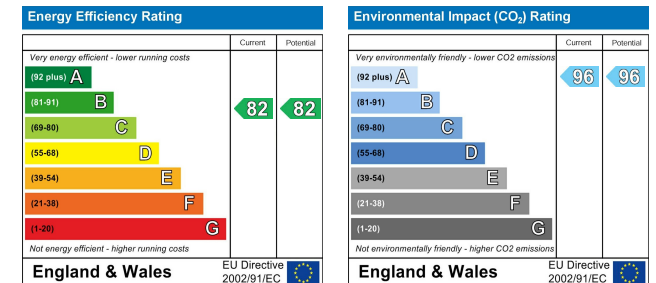 Energy Efficiency Rating
Current Potential
Very energy efficient - lower running costs
(92 plus) A
(81-91) B
82 82
(69-80) C
(55-68) D
(39-54) E
(21-38) F
(1-20) G
Not energy efficient - higher running costs
England & Wales
EU Directive
2002/91/EC
Environmental Impact (CO₂) Rating
Current Potential
Very environmentally friendly - lower CO2 emissions
(92 plus) A
96 96
(81-91) B
(69-80) C
(55-68) D
(39-54) E
(21-38) F
(1-20) G
Not environmentally friendly - higher CO2 emissions
England & Wales
EU Directive
2002/91/EC